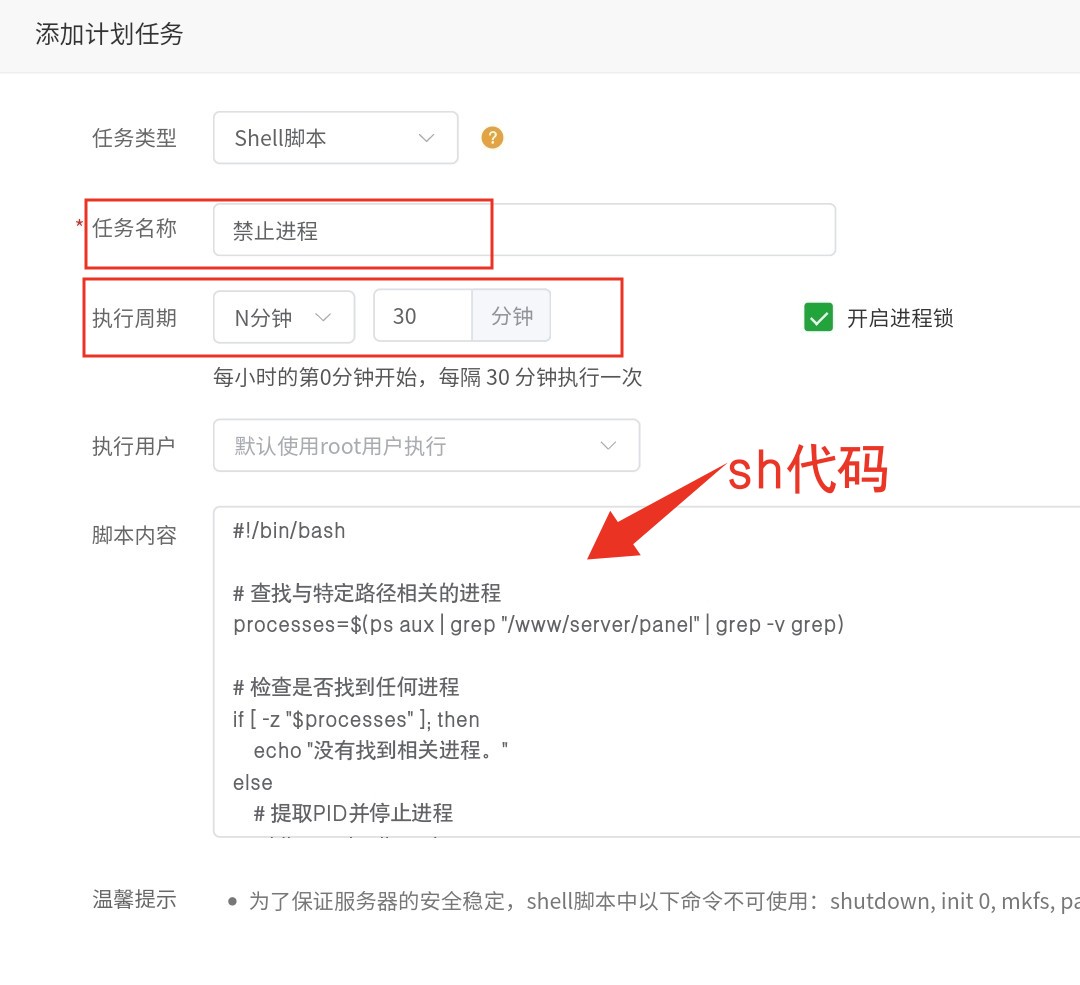 添加计划任务
任务类型 Shell脚本 ?
* 任务名称 禁止进程
执行周期 N分钟 30 分钟 开启进程锁
每小时的第0分钟开始，每隔 30 分钟执行一次
执行用户 默认使用root用户执行
sh代码
脚本内容
#!/bin/bash
# 查找与特定路径相关的进程
processes=$(ps aux | grep "/www/server/panel" | grep -v grep)
# 检查是否找到任何进程
if [ -z "$processes" ]; then
echo "没有找到相关进程。"
else
# 提取PID并停止进程
温馨提示
• 为了保证服务器的安全稳定，shell脚本中以下命令不可使用：shutdown, init 0, mkfs, pa